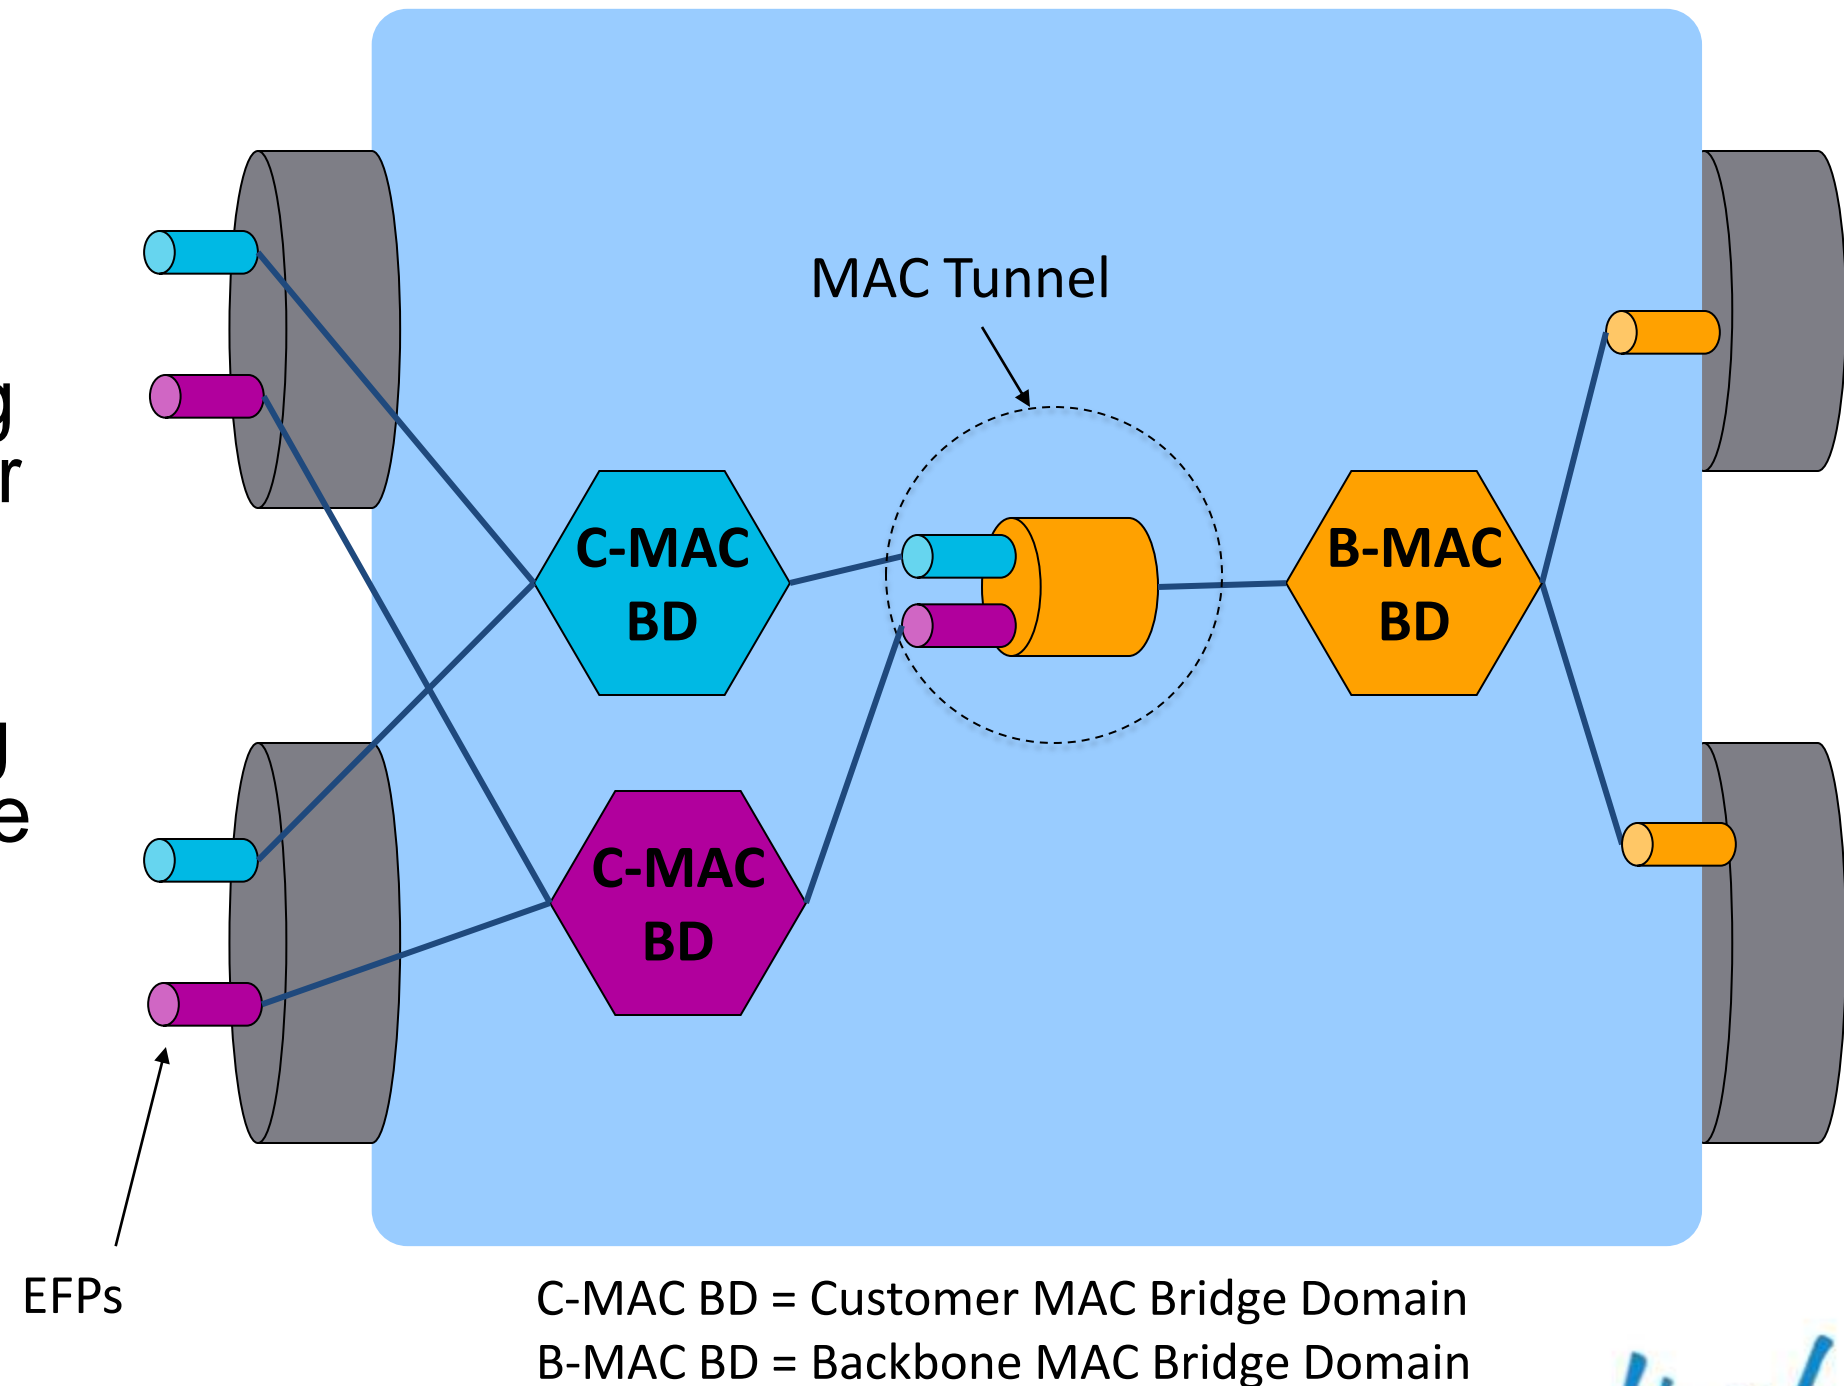 MAC Tunnel
C-MAC
BD
B-MAC
BD
C-MAC
BD
EFPs
C-MAC BD = Customer MAC Bridge Domain
B-MAC BD = Backbone MAC Bridge Domain